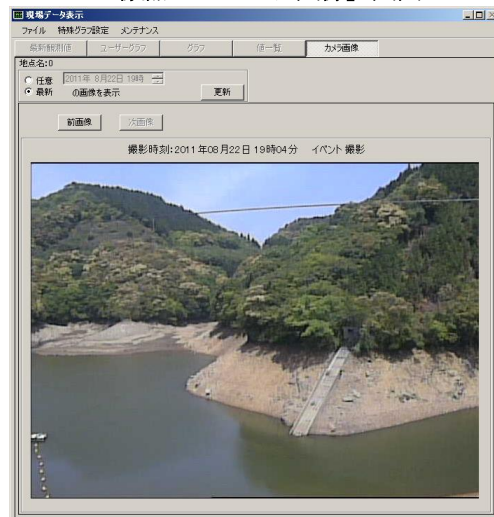 現場データ表示
ファイル 特殊グラフ設定 メンテナンス
最新観測値 ユーザーグラフ グラフ 値一覧 カメラ画像
地点名:0
任意 2011年 8月22日 19時
最新 の画像を表示 更新
前画像 次画像
撮影時刻:2011年08月22日19時04分 イベント撮影